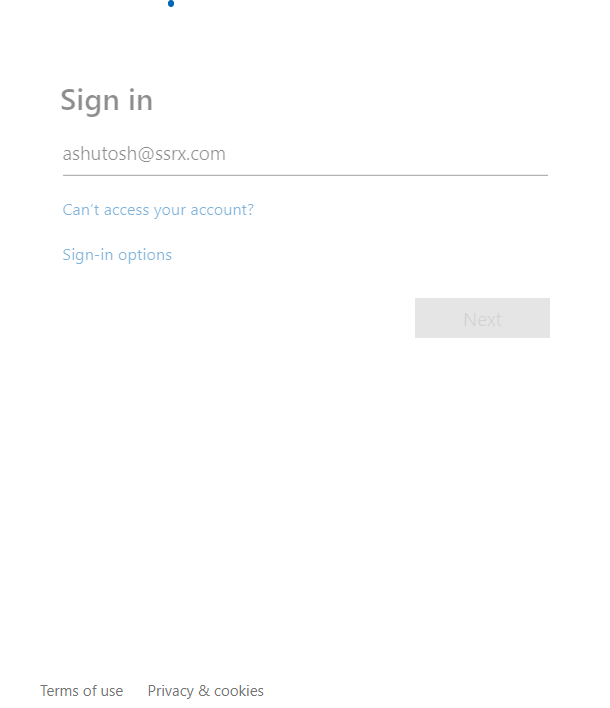 Sign in
ashutosh@ssrx.com
Can't access your account?
Sign-in options
Next
Terms of use Privacy & cookies